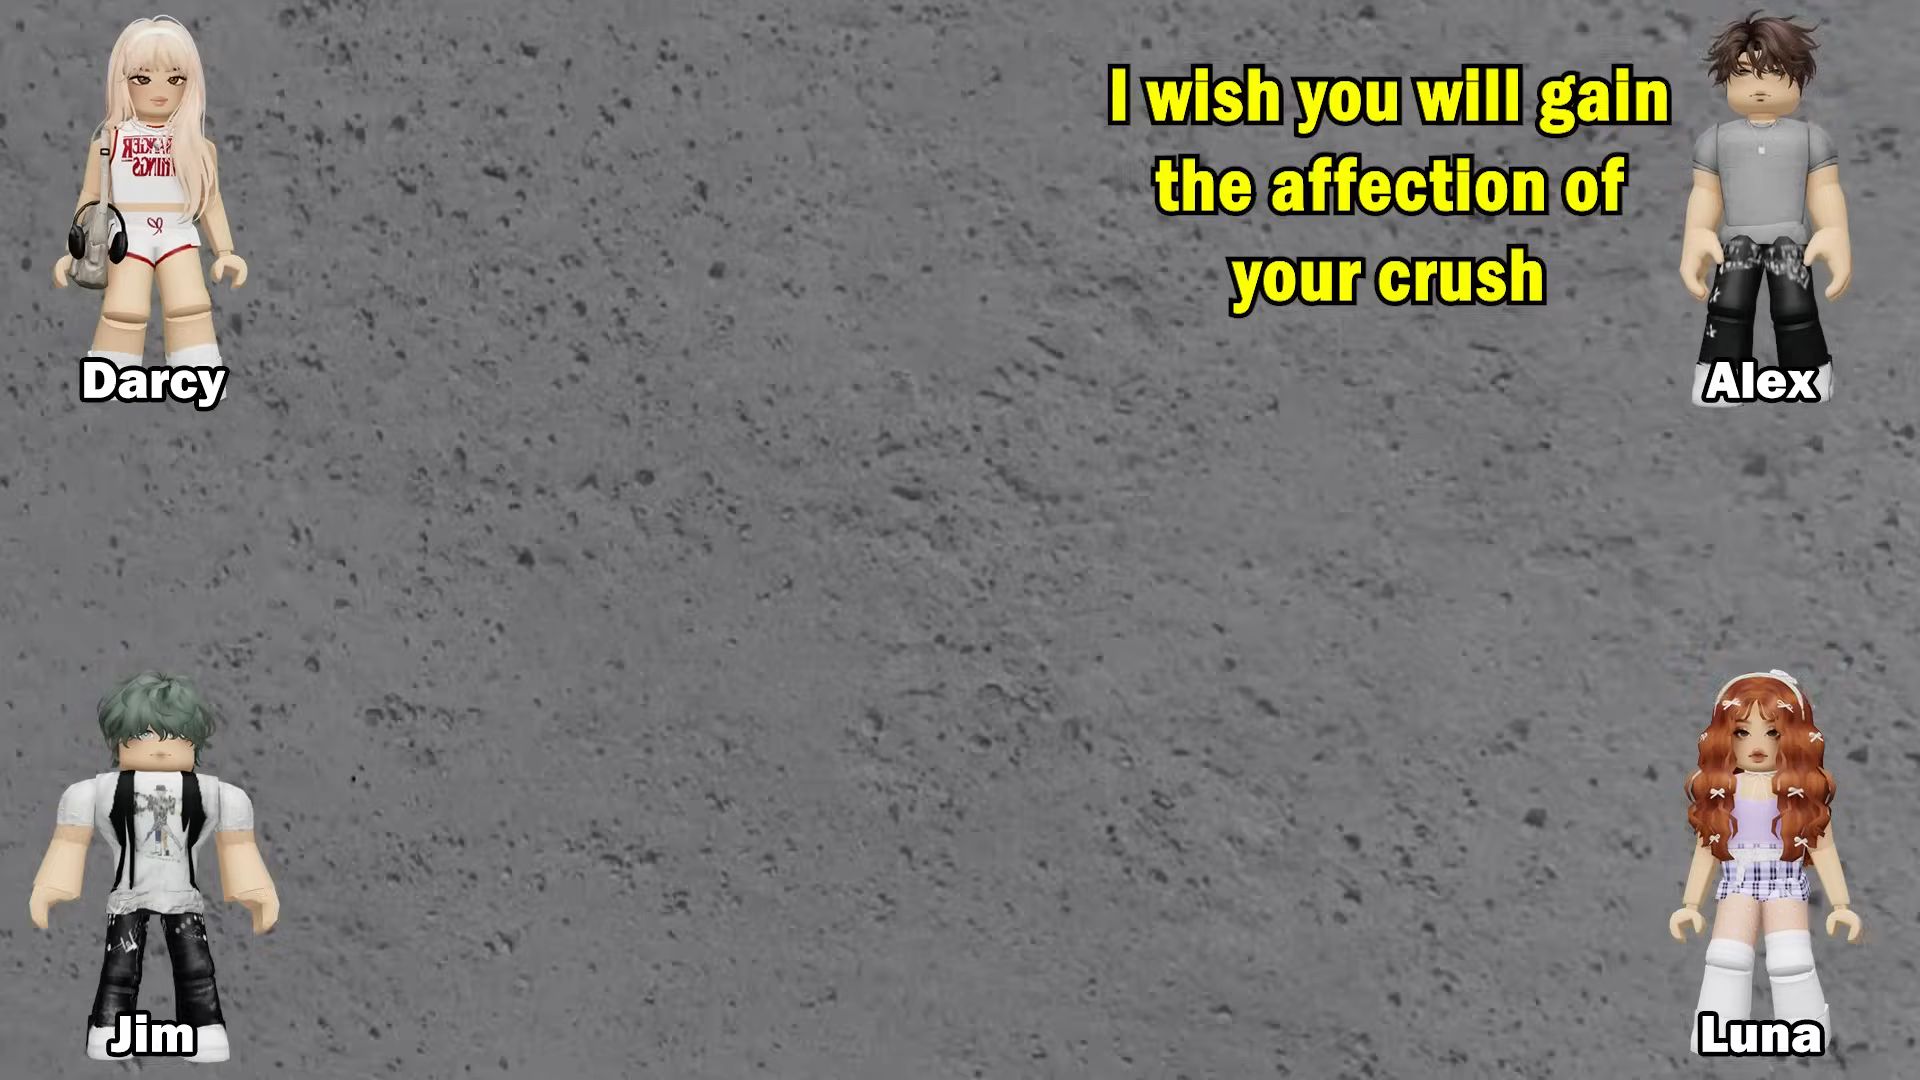 I wish you will gain
the affection of
your crush
Darcy
Alex
Jim
Luna